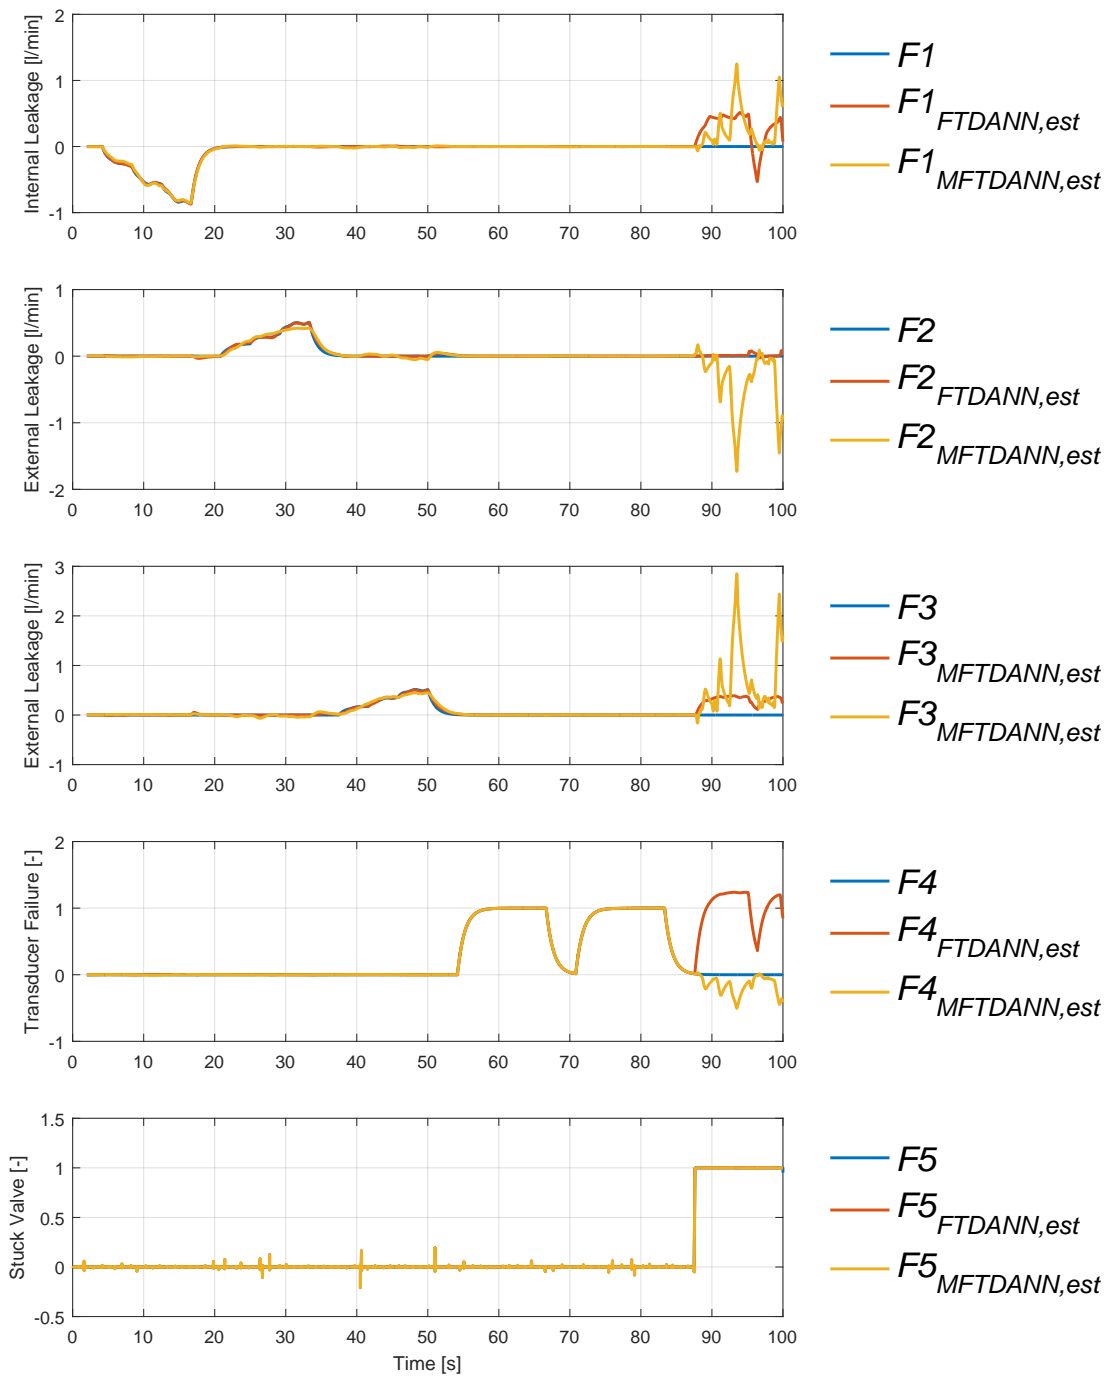 Internal Leakage [l/min]
2
1
0
-1
0 10 20 30 40 50 60 70 80 90 100
F1
F1FTDANN,est
F1MFTDANN,est
External Leakage [l/min]
1
0
-1
-2
0 10 20 30 40 50 60 70 80 90 100
F2
F2FTDANN,est
F2MFTDANN,est
External Leakage [l/min]
3
2
1
0
-1
0 10 20 30 40 50 60 70 80 90 100
F3
F3MFTDANN,est
F3MFTDANN,est
Transducer Failure [-]
2
1
0
-1
0 10 20 30 40 50 60 70 80 90 100
F4
F4FTDANN,est
F4MFTDANN,est
Stuck Valve [-]
1.5
1
0.5
0
-0.5
0 10 20 30 40 50 60 70 80 90 100
Time [s]
F5
F5FTDANN,est
F5MFTDANN,est